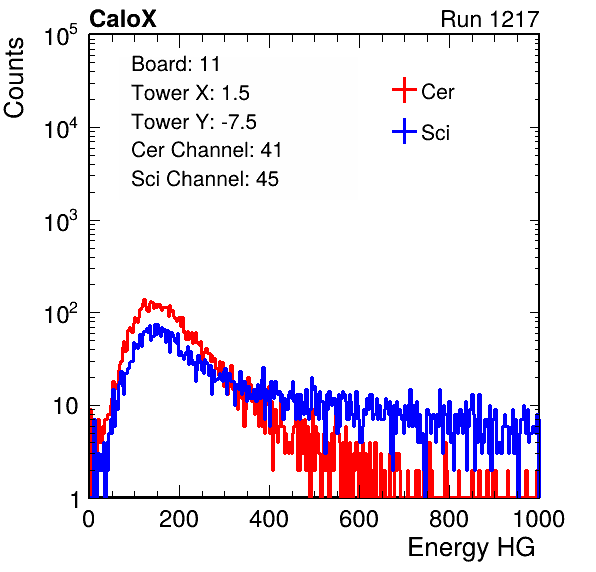 CaloX Run 1217
Counts
10^5
10^4
10^3
10^2
10
1
Board: 11
Tower X: 1.5
Tower Y: -7.5
Cer Channel: 41
Sci Channel: 45
Cer
Sci
0 200 400 600 800 1000
Energy HG